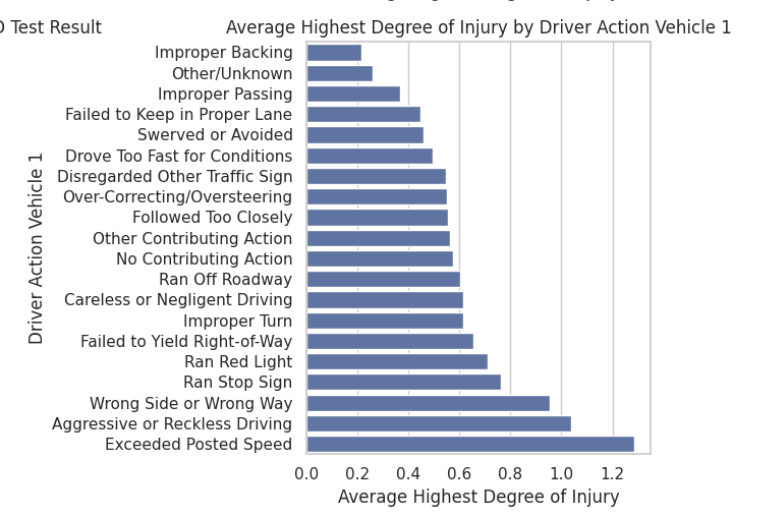 Test Result
Average Highest Degree of Injury by Driver Action Vehicle 1
Driver Action Vehicle 1
Improper Backing
Other/Unknown
Improper Passing
Failed to Keep in Proper Lane
Swerved or Avoided
Drove Too Fast for Conditions
Disregarded Other Traffic Sign
Over-Correcting/Oversteering
Followed Too Closely
Other Contributing Action
No Contributing Action
Ran Off Roadway
Careless or Negligent Driving
Improper Turn
Failed to Yield Right-of-Way
Ran Red Light
Ran Stop Sign
Wrong Side or Wrong Way
Aggressive or Reckless Driving
Exceeded Posted Speed
0.0 0.2 0.4 0.6 0.8 1.0 1.2
Average Highest Degree of Injury